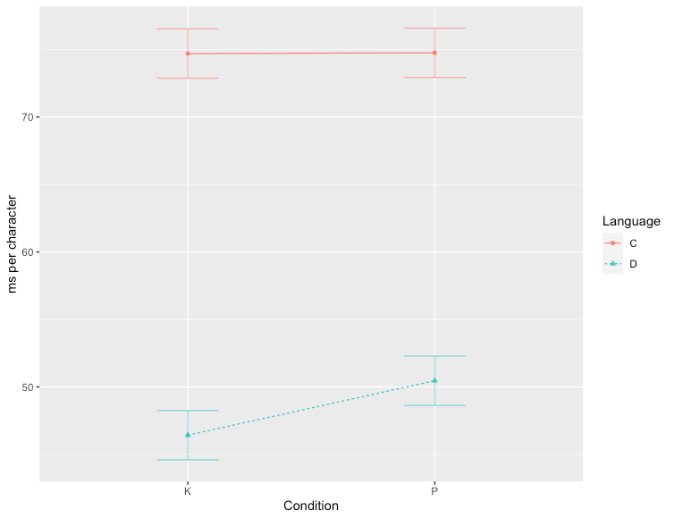 70
60
50
ms per character
K
P
Condition
Language
C
D